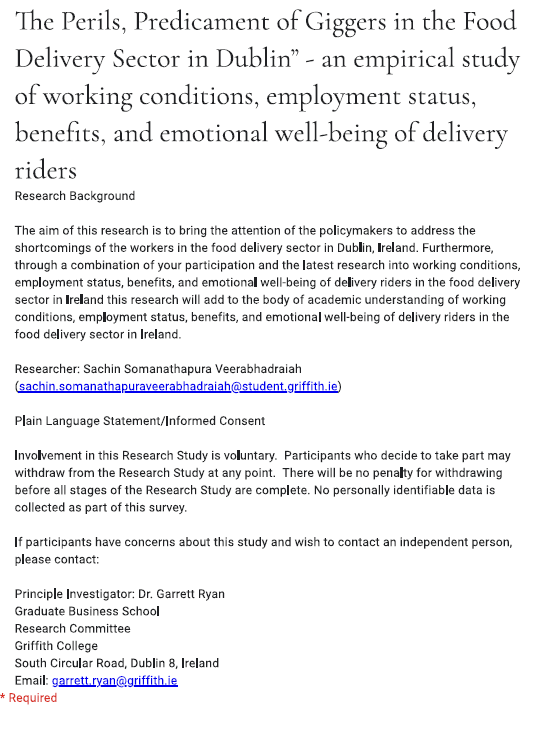 The Perils, Predicament of Giggers in the Food
Delivery Sector in Dublin” - an empirical study
of working conditions, employment status,
benefits, and emotional well-being of delivery
riders
Research Background
The aim of this research is to bring the attention of the policymakers to address the
shortcomings of the workers in the food delivery sector in Dublin, Ireland. Furthermore,
through a combination of your participation and the latest research into working conditions,
employment status, benefits, and emotional well-being of delivery riders in the food delivery
sector in Ireland this research will add to the body of academic understanding of working
conditions, employment status, benefits, and emotional well-being of delivery riders in the
food delivery sector in Ireland.
Researcher: Sachin Somanathapura Veerabhadraiah
(sachin.somanathapuraveerabhadraiah@student.griffith.ie)
Plain Language Statement/Informed Consent
Involvement in this Research Study is voluntary.  Participants who decide to take part may
withdraw from the Research Study at any point.  There will be no penalty for withdrawing
before all stages of the Research Study are complete. No personally identifiable data is
collected as part of this survey.
If participants have concerns about this study and wish to contact an independent person,
please contact:
Principle Investigator: Dr. Garrett Ryan
Graduate Business School
Research Committee
Griffith College
South Circular Road, Dublin 8, Ireland
Email: garrett.ryan@griffith.ie
* Required